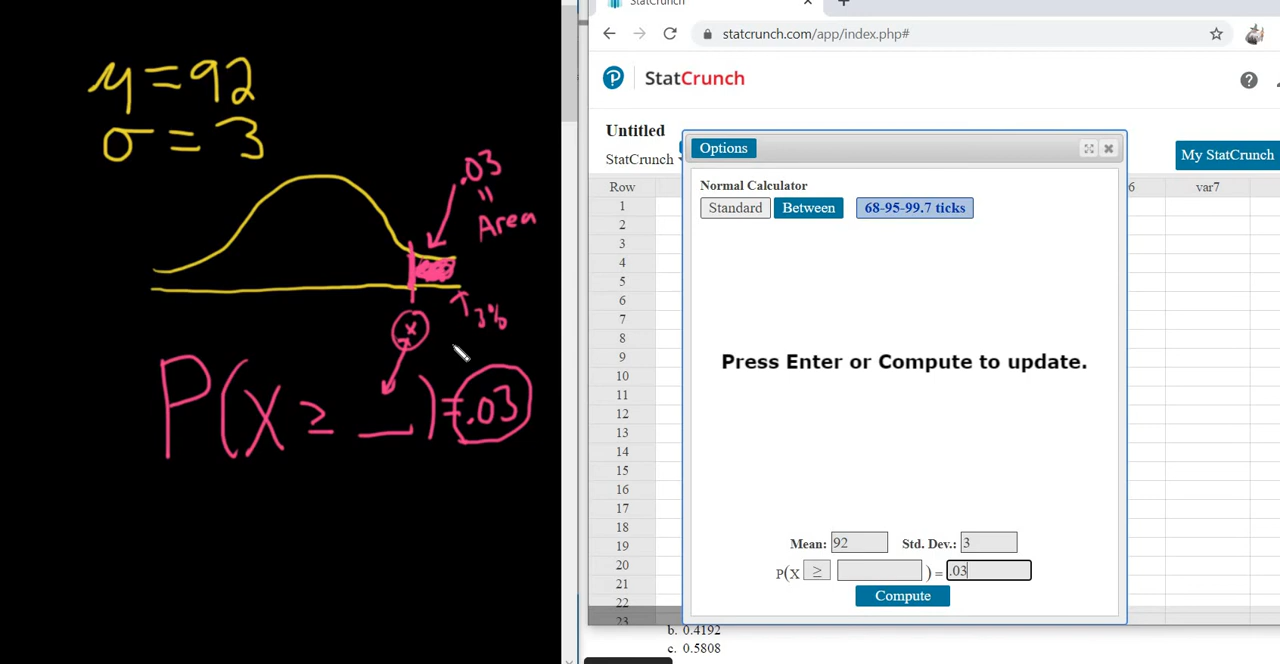 μ = 92
σ = 3
.03
=
Area
3%
x
P(X ≥ __) = .03
StatCrunch
statcrunch.com/app/index.php#
StatCrunch
Untitled
StatCrunch
My StatCrunch
Options
Normal Calculator
Standard Between 68-95-99.7 ticks
Press Enter or Compute to update.
Mean: 92 Std. Dev.: 3
P(X ≥ ) = .03
Compute
Row 6 var7
1
2
3
4
5
6
7
8
9
10
11
12
13
14
15
16
17
18
19
20
21
22
23
b. 0.4192
c. 0.5808